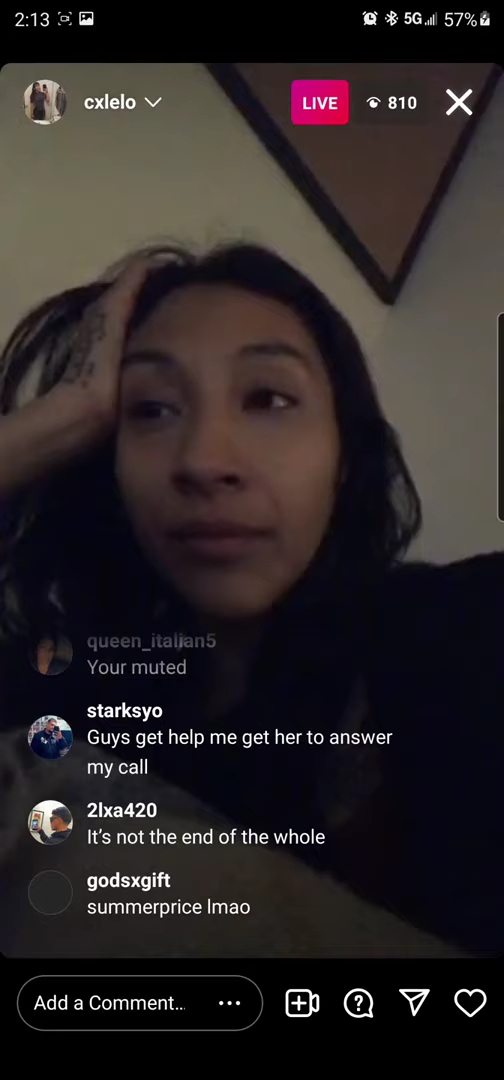 2:13 5G 57%
cxlelo LIVE 810
queen_italian5
Your muted
starksyo
Guys get help me get her to answer
my call
2lxa420
It's not the end of the whole
godsxgift
summerprice lmao
Add a Comment...